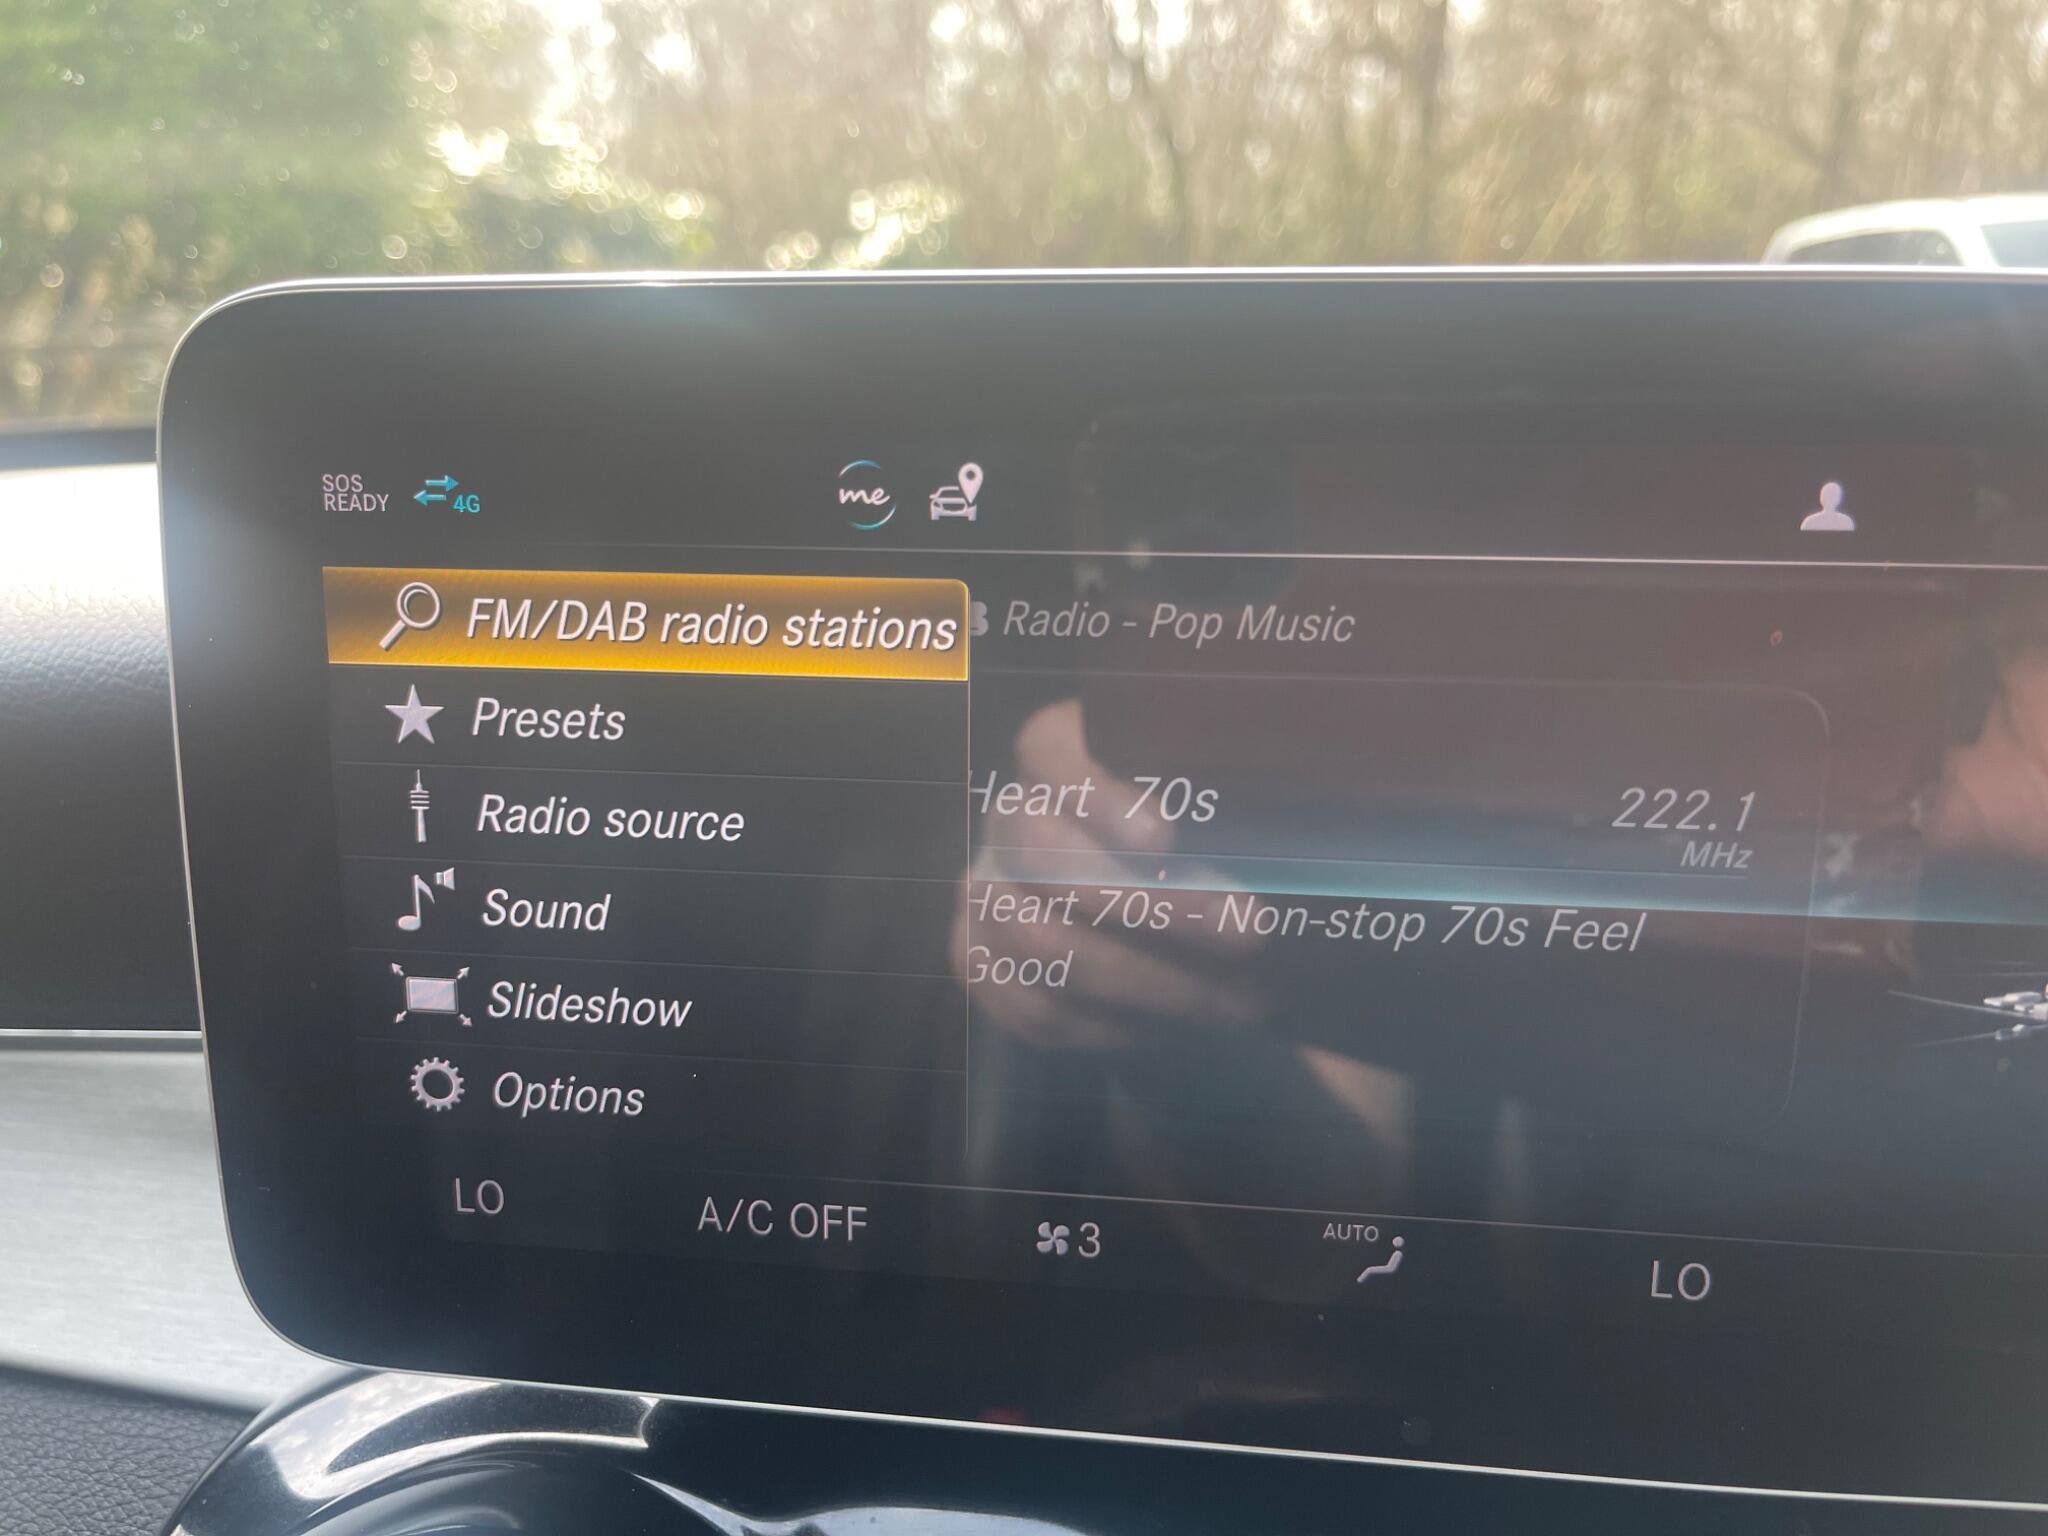 SOS
READY
4G
me
FM/DAB radio stations
Radio - Pop Music
Presets
Radio source
Sound
Slideshow
Options
Heart 70s
222.1
MHz
Heart 70s - Non-stop 70s Feel
Good
LO
A/C OFF
3
AUTO
LO